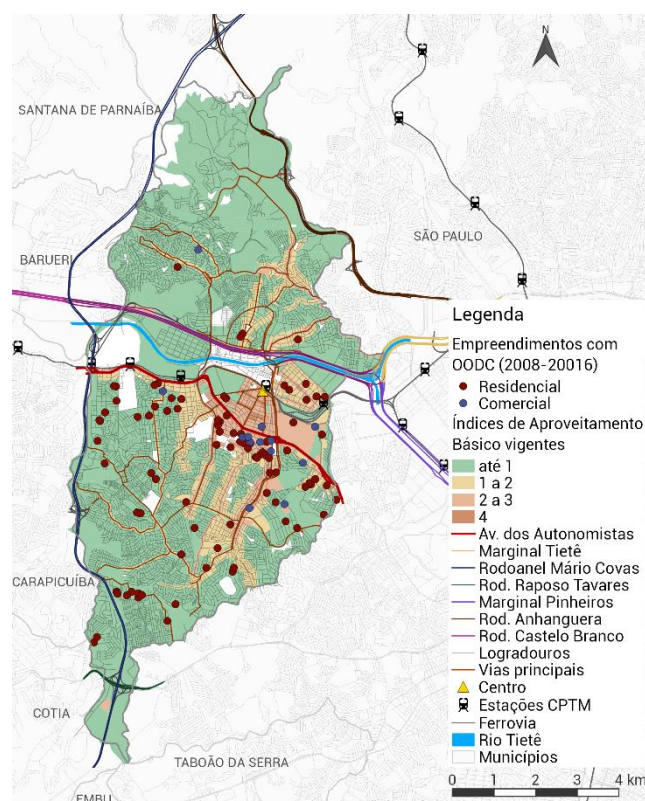 N
SANTANA DE PARNAÍBA
SÃO PAULO
BARUERI
Legenda
Empreendimentos com
OODC (2008-20016)
Residencial
Comercial
Índices de Aproveitamento
Básico vigentes
até 1
1 a 2
2 a 3
4
Av. dos Autonomistas
Marginal Tietê
Rodoanel Mário Covas
Rod. Raposo Tavares
Marginal Pinheiros
Rod. Anhanguera
Rod. Castelo Branco
Logradouros
Vias principais
Centro
Estações CPTM
Ferrovia
Rio Tietê
Municípios
CARAPICUÍBA
COTIA
TABOÃO DA SERRA
EMBU
0 1 2 3 4 km